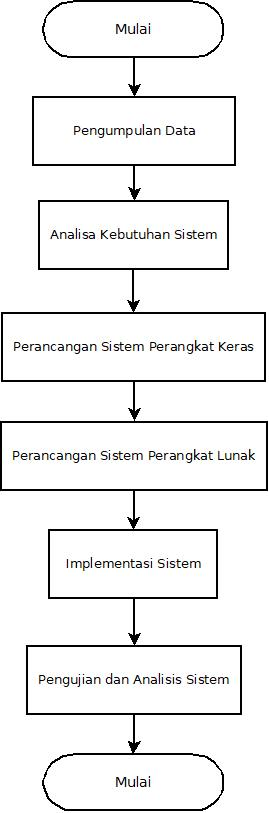 Mulai
Pengumpulan Data
Analisa Kebutuhan Sistem
Perancangan Sistem Perangkat Keras
Perancangan Sistem Perangkat Lunak
Implementasi Sistem
Pengujian dan Analisis Sistem
Mulai